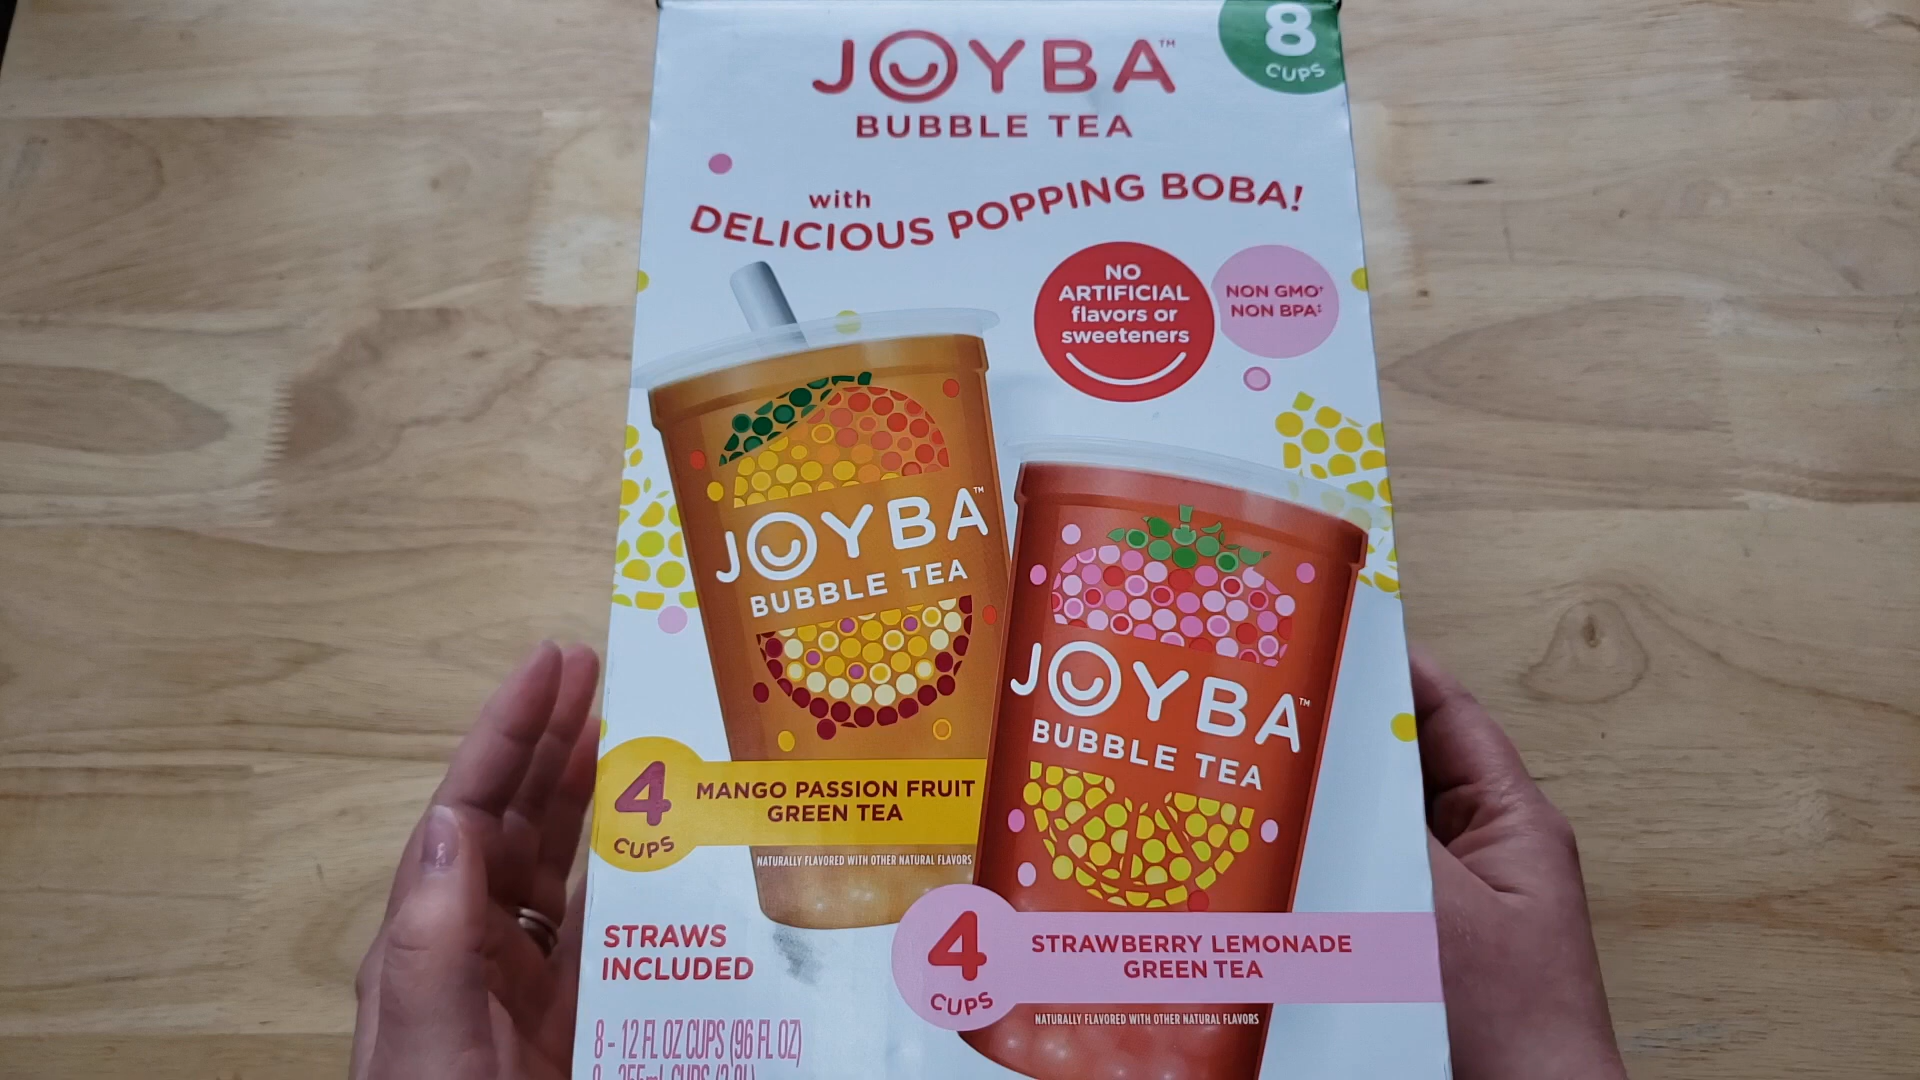 JOYBA™
BUBBLE TEA
8
CUPS
with
DELICIOUS POPPING BOBA!
NO
ARTIFICIAL
flavors or
sweeteners
NON GMO†
NON BPA‡
JOYBA™
BUBBLE TEA
4
CUPS
MANGO PASSION FRUIT
GREEN TEA
NATURALLY FLAVORED WITH OTHER NATURAL FLAVORS
JOYBA™
BUBBLE TEA
4
CUPS
STRAWBERRY LEMONADE
GREEN TEA
NATURALLY FLAVORED WITH OTHER NATURAL FLAVORS
STRAWS
INCLUDED
8 - 12 FL OZ CUPS (96 FL OZ)